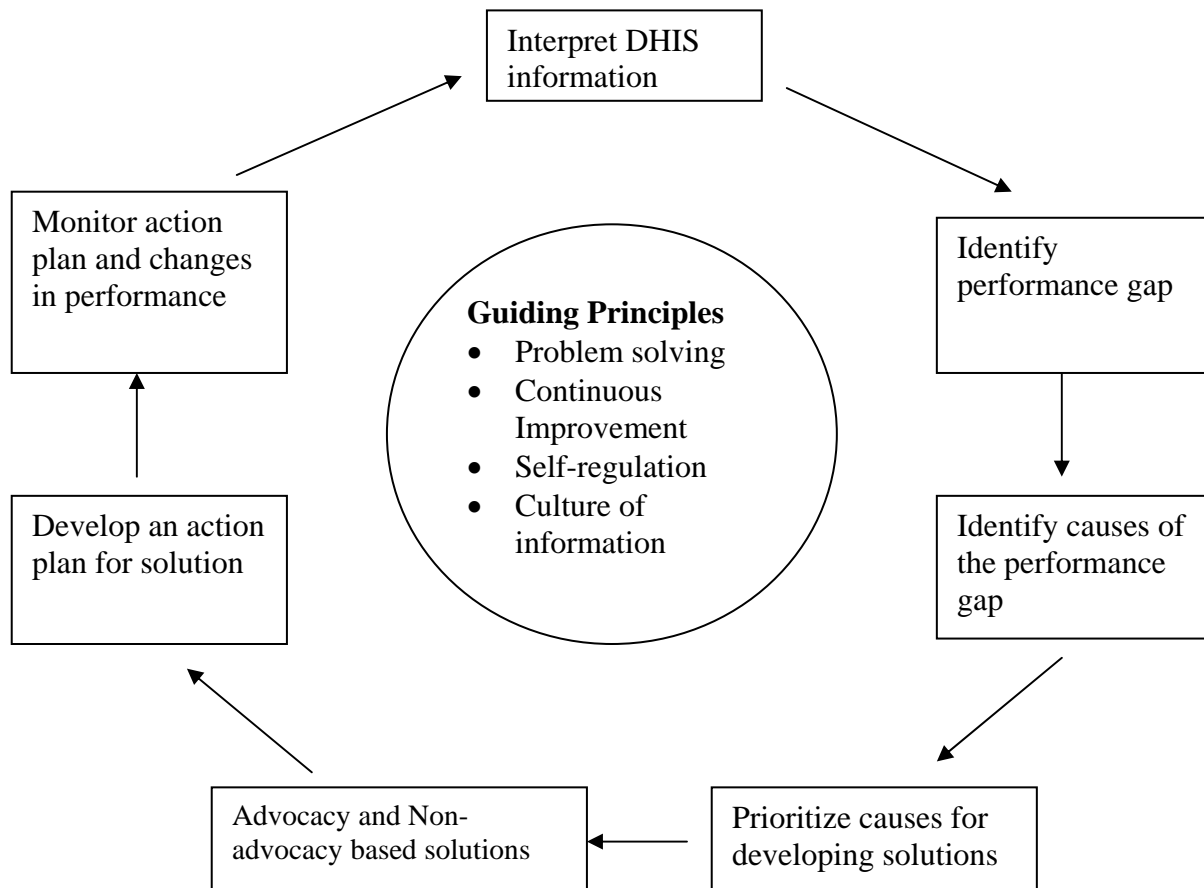 Interpret DHIS
information
Monitor action
plan and changes
in performance
Identify
performance gap
Guiding Principles
• Problem solving
• Continuous
Improvement
• Self-regulation
• Culture of
information
Develop an action
plan for solution
Identify causes of
the performance
gap
Advocacy and Non-
advocacy based solutions
Prioritize causes for
developing solutions